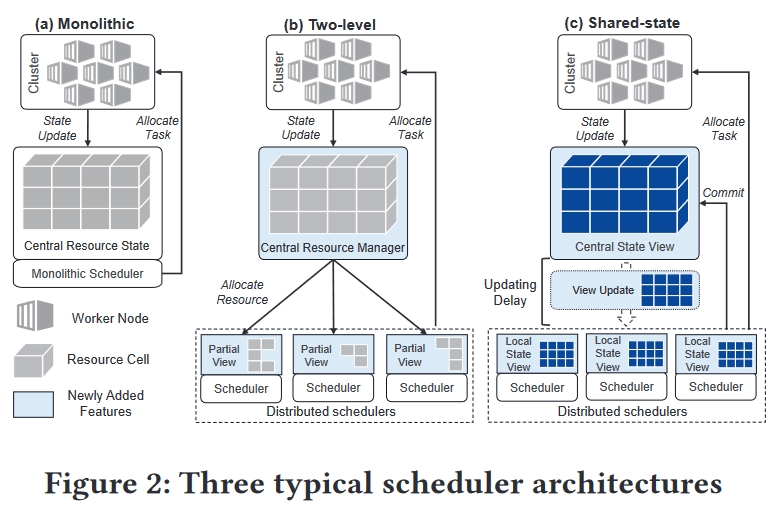 (a) Monolithic
Cluster
State
Update
Allocate
Task
Central Resource State
Monolithic Scheduler
Worker Node
Resource Cell
Newly Added
Features
(b) Two-level
Cluster
State
Update
Allocate
Task
Central Resource Manager
Allocate
Resource
Partial
View
Scheduler
Partial
View
Scheduler
Partial
View
Scheduler
Distributed schedulers
(c) Shared-state
Cluster
State
Update
Allocate
Task
Commit
Central State View
Updating
Delay
View Update
Local
State
View
Scheduler
Local
State
View
Scheduler
Local
State
View
Scheduler
Distributed schedulers
Figure 2: Three typical scheduler architectures